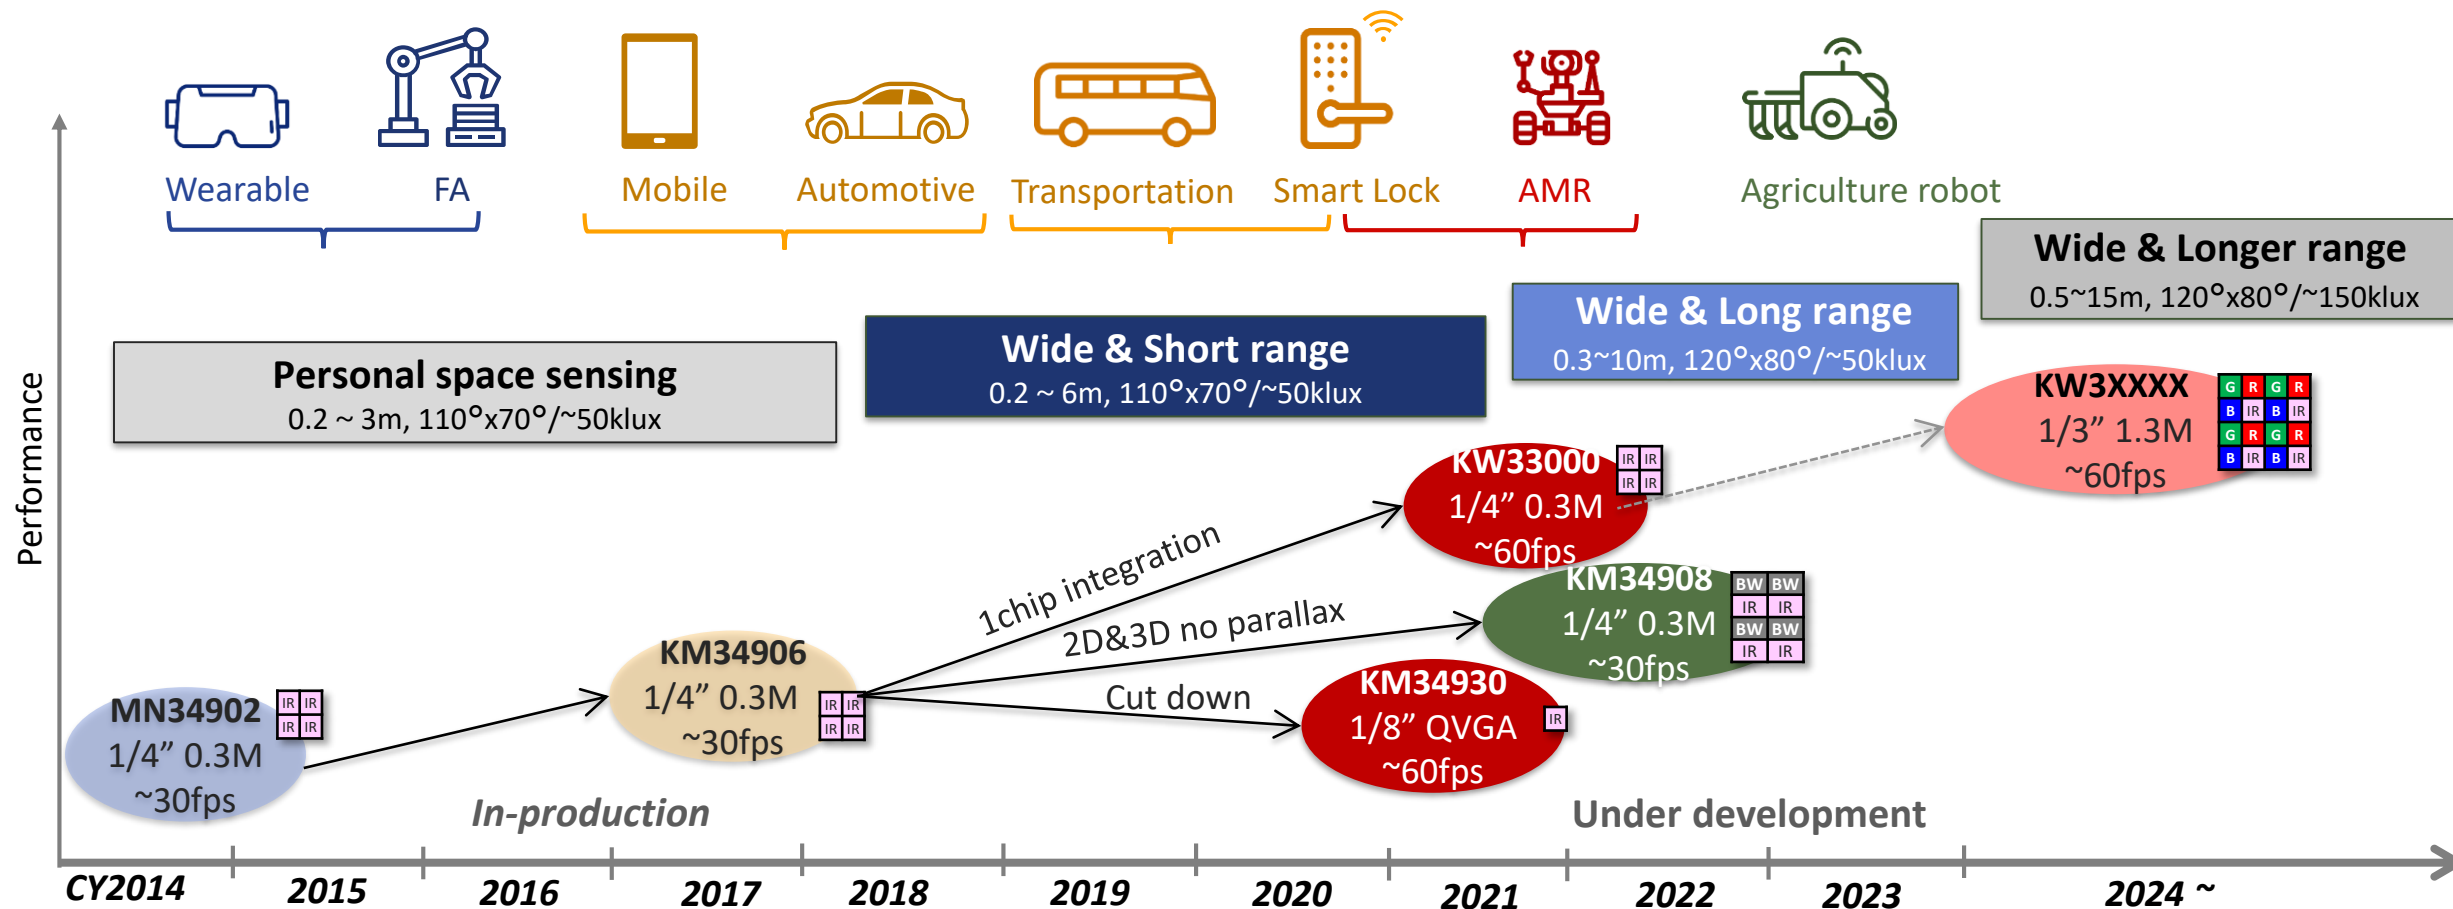 Wearable
FA
Mobile
Automotive
Transportation
Smart Lock
AMR
Agriculture robot
Performance
Personal space sensing
0.2 ~ 3m, 110°x70°/~50klux
Wide & Short range
0.2 ~ 6m, 110°x70°/~50klux
Wide & Long range
0.3~10m, 120°x80°/~50klux
Wide & Longer range
0.5~15m, 120°x80°/~150klux
MN34902
1/4” 0.3M
~30fps
IR IR
IR IR
KM34906
1/4” 0.3M
~30fps
IR IR
IR IR
1chip integration
2D&3D no parallax
Cut down
KW33000
1/4” 0.3M
~60fps
IR IR
IR IR
KM34908
1/4” 0.3M
~30fps
BW BW
IR IR
BW BW
IR IR
KM34930
1/8” QVGA
~60fps
IR
KW3XXXX
1/3” 1.3M
~60fps
G R G R
B IR B IR
G R G R
B IR B IR
In-production
Under development
CY2014 2015 2016 2017 2018 2019 2020 2021 2022 2023 2024 ~